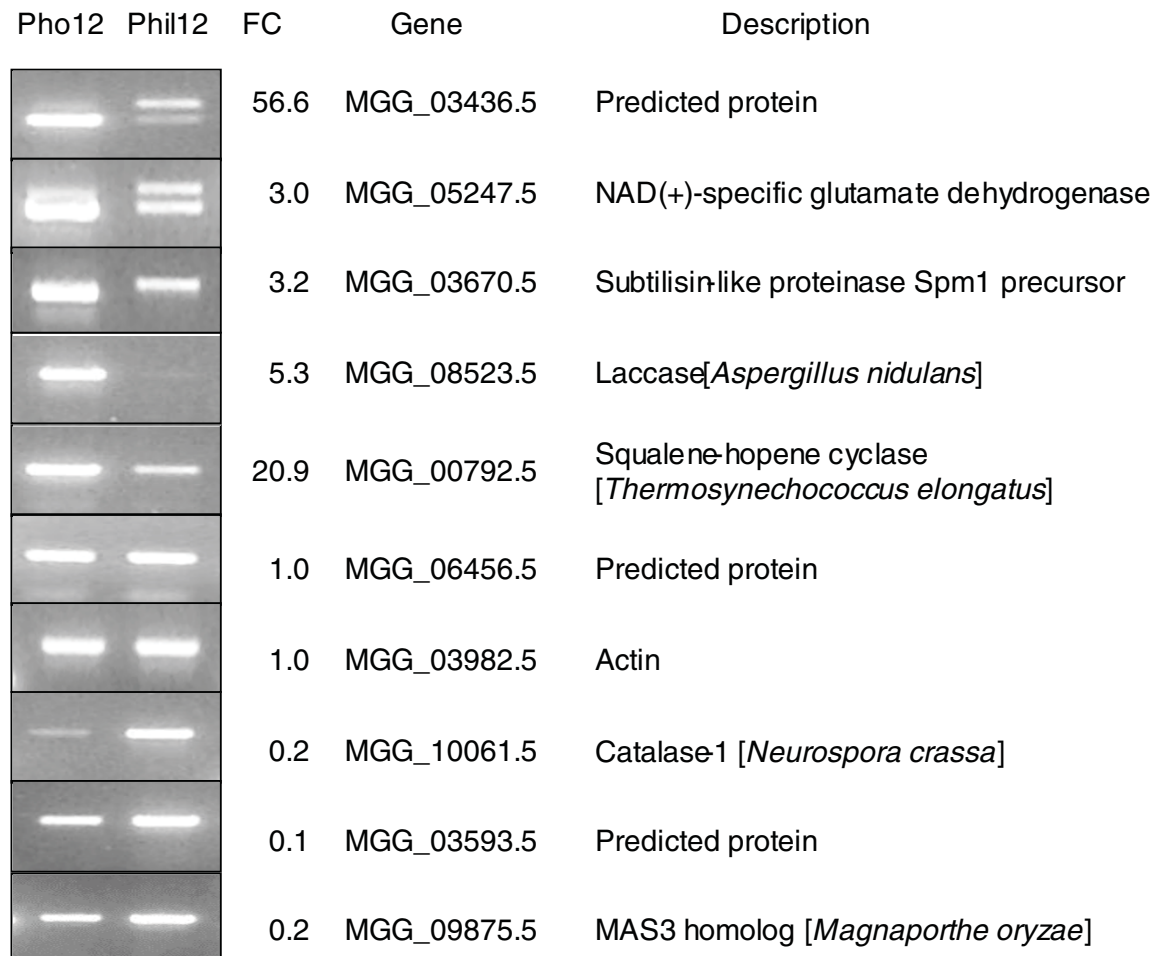 Pho12 Phil12 FC Gene Description
56.6 MGG_03436.5 Predicted protein
3.0 MGG_05247.5 NAD(+)-specific glutamate dehydrogenase
3.2 MGG_03670.5 Subtilisin-like proteinase Spm1 precursor
5.3 MGG_08523.5 Laccase[Aspergillus nidulans]
20.9 MGG_00792.5 Squalene-hopene cyclase
[Thermosynechococcus elongatus]
1.0 MGG_06456.5 Predicted protein
1.0 MGG_03982.5 Actin
0.2 MGG_10061.5 Catalase-1 [Neurospora crassa]
0.1 MGG_03593.5 Predicted protein
0.2 MGG_09875.5 MAS3 homolog [Magnaporthe oryzae]